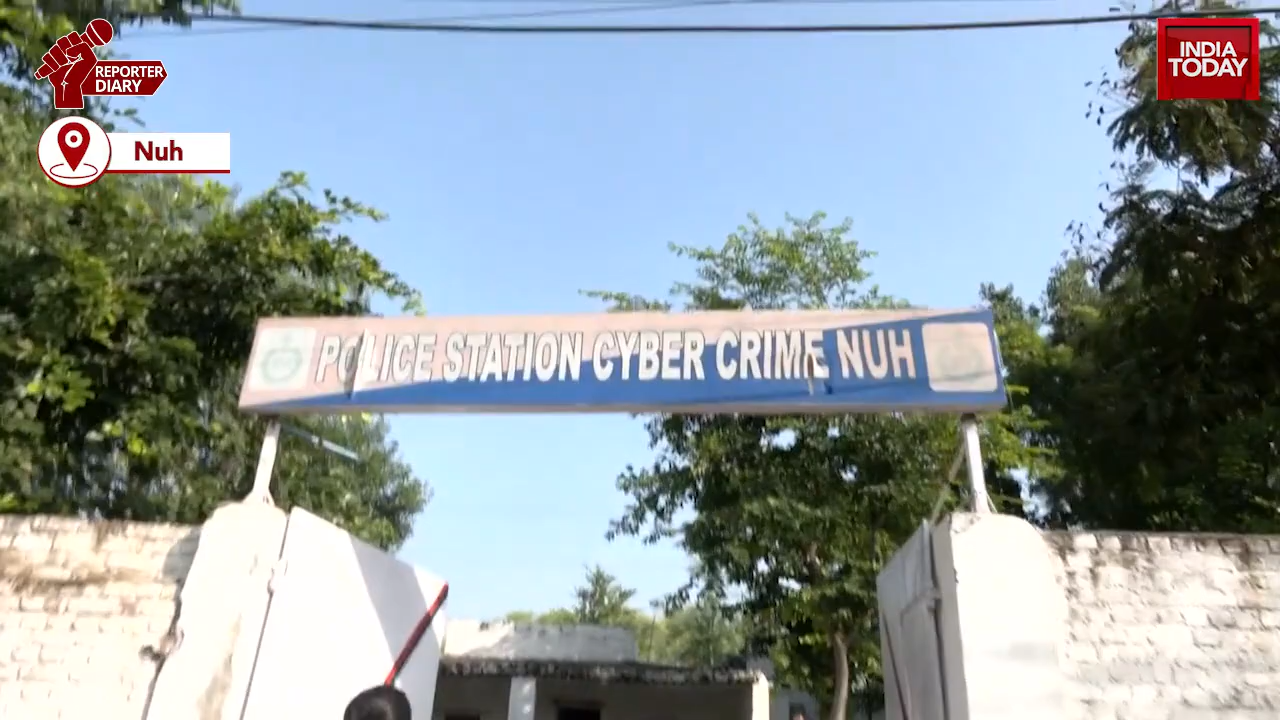 REPORTER
DIARY
INDIA
TODAY
Nuh
POLICE STATION CYBER CRIME NUH